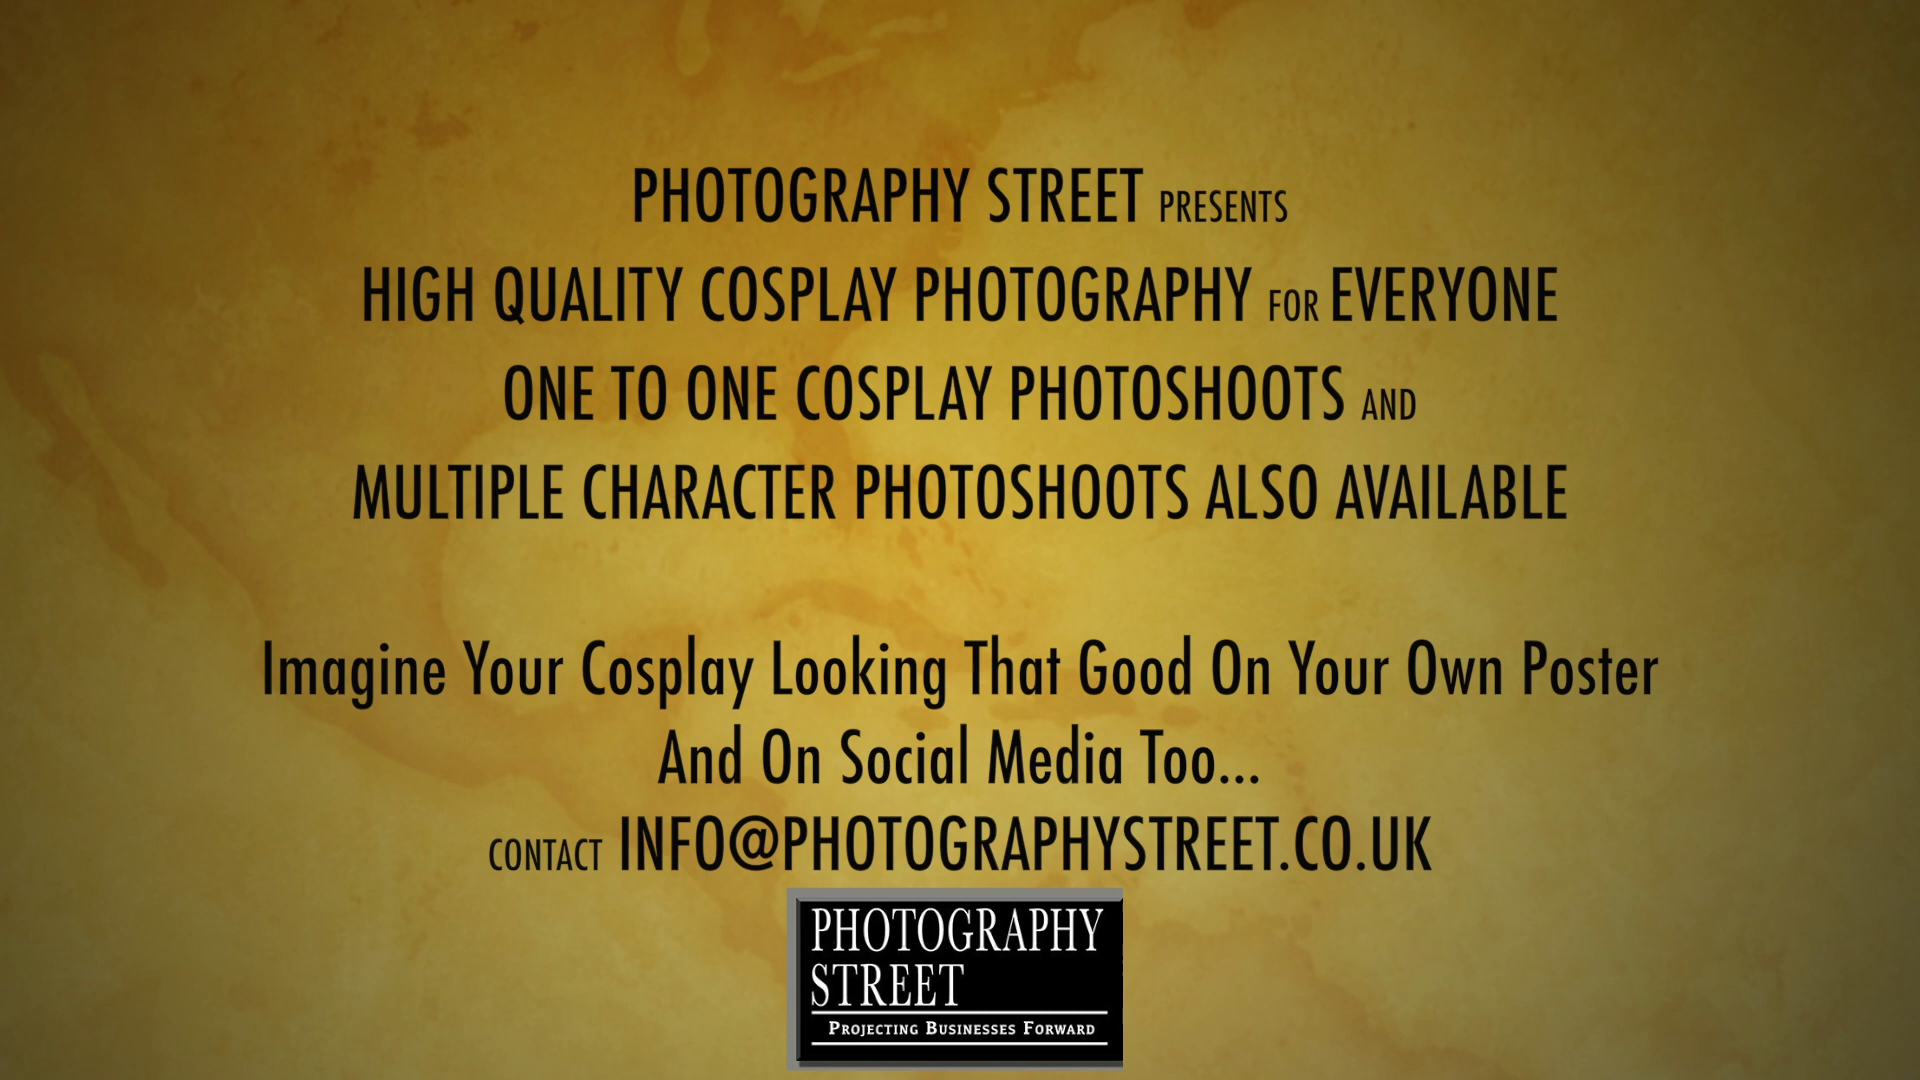 PHOTOGRAPHY STREET PRESENTS
HIGH QUALITY COSPLAY PHOTOGRAPHY FOR EVERYONE
ONE TO ONE COSPLAY PHOTOSHOOTS AND
MULTIPLE CHARACTER PHOTOSHOOTS ALSO AVAILABLE
Imagine Your Cosplay Looking That Good On Your Own Poster
And On Social Media Too...
CONTACT INFO@PHOTOGRAPHYSTREET.CO.UK
PHOTOGRAPHY
STREET
PROJECTING BUSINESSES FORWARD